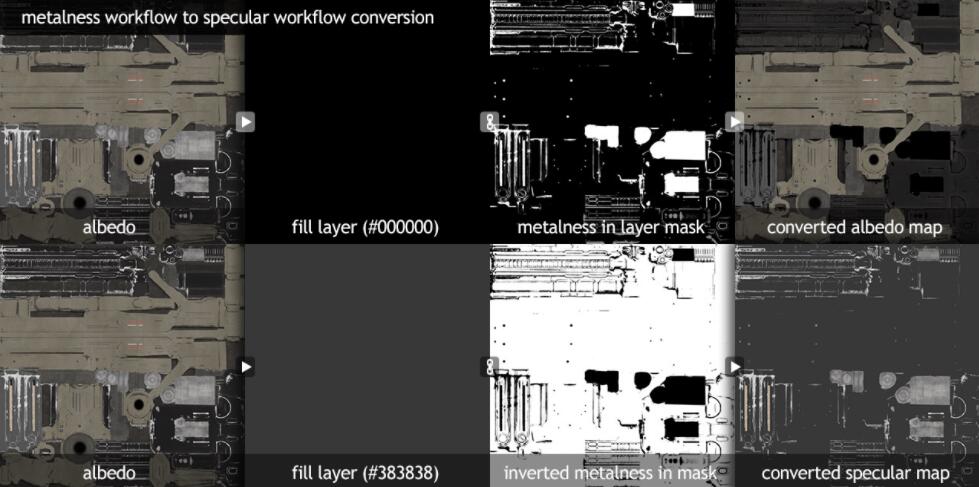 metalness workflow to specular workflow conversion
albedo
fill layer (#000000)
metalness in layer mask
converted albedo map
albedo
fill layer (#383838)
inverted metalness in mask
converted specular map